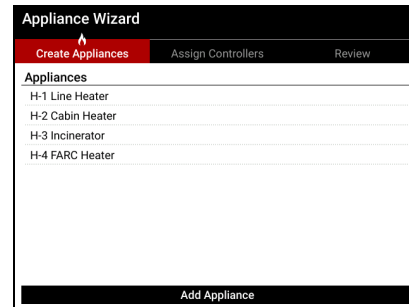 Appliance Wizard
Create Appliances Assign Controllers Review
Appliances
H-1 Line Heater
H-2 Cabin Heater
H-3 Incinerator
H-4 FARC Heater
Add Appliance